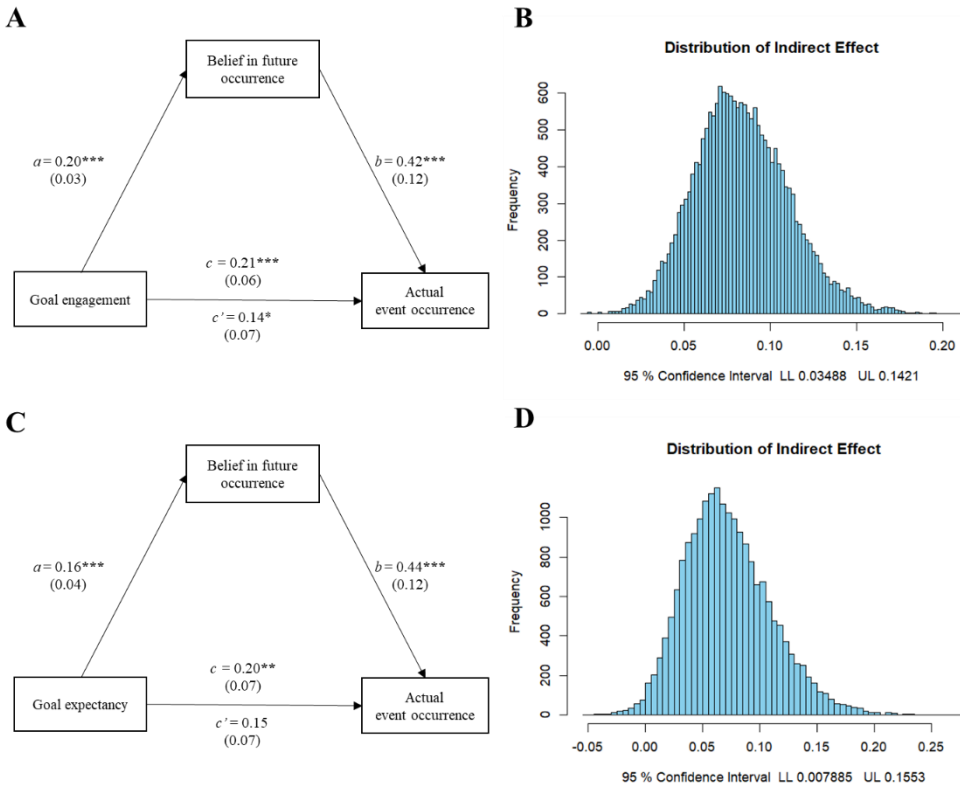 A
Belief in future
occurrence
a = 0.20***
(0.03)
b = 0.42***
(0.12)
c = 0.21***
(0.06)
Goal engagement
Actual
event occurrence
c' = 0.14*
(0.07)
B
Distribution of Indirect Effect
Frequency
600
500
400
300
200
100
0
0.00 0.05 0.10 0.15 0.20
95 % Confidence Interval LL 0.03488 UL 0.1421
C
Belief in future
occurrence
a = 0.16***
(0.04)
b = 0.44***
(0.12)
c = 0.20**
(0.07)
Goal expectancy
Actual
event occurrence
c' = 0.15
(0.07)
D
Distribution of Indirect Effect
Frequency
1000
800
600
400
200
0
-0.05 0.00 0.05 0.10 0.15 0.20 0.25
95 % Confidence Interval LL 0.007885 UL 0.1553